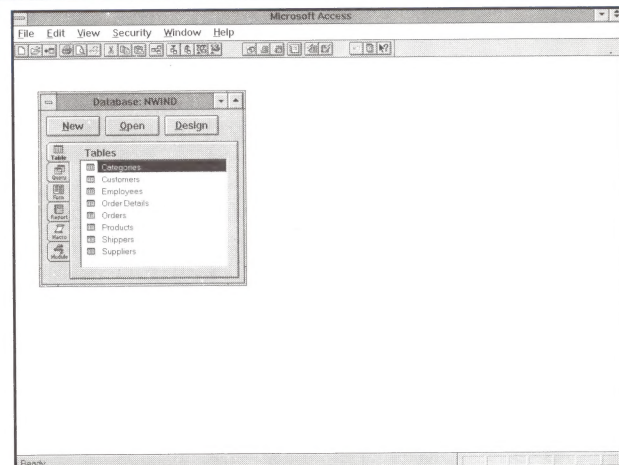 Microsoft Access
File Edit View Security Window Help
Database: NWIND
New Open Design
Table
Query
Form
Report
Macro
Module
Tables
Categories
Customers
Employees
Order Details
Orders
Products
Shippers
Suppliers
Ready